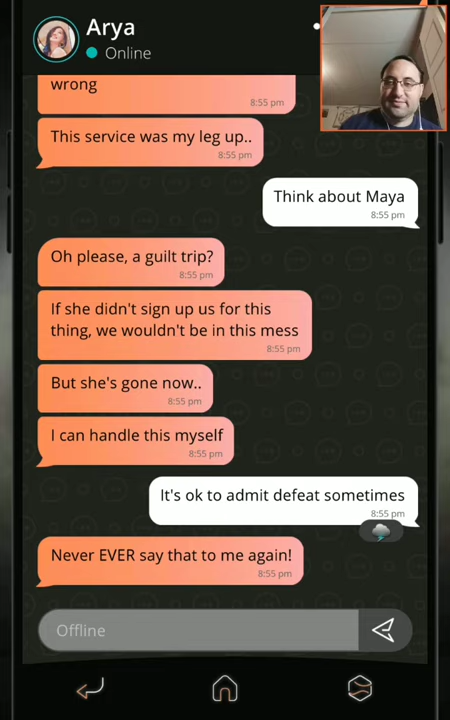 Arya
Online
wrong
8:55 pm
This service was my leg up..
8:55 pm
Think about Maya
8:55 pm
Oh please, a guilt trip?
8:55 pm
If she didn't sign up us for this
thing, we wouldn't be in this mess
8:55 pm
But she's gone now..
8:55 pm
I can handle this myself
8:55 pm
It's ok to admit defeat sometimes
8:55 pm
Never EVER say that to me again!
8:55 pm
Offline